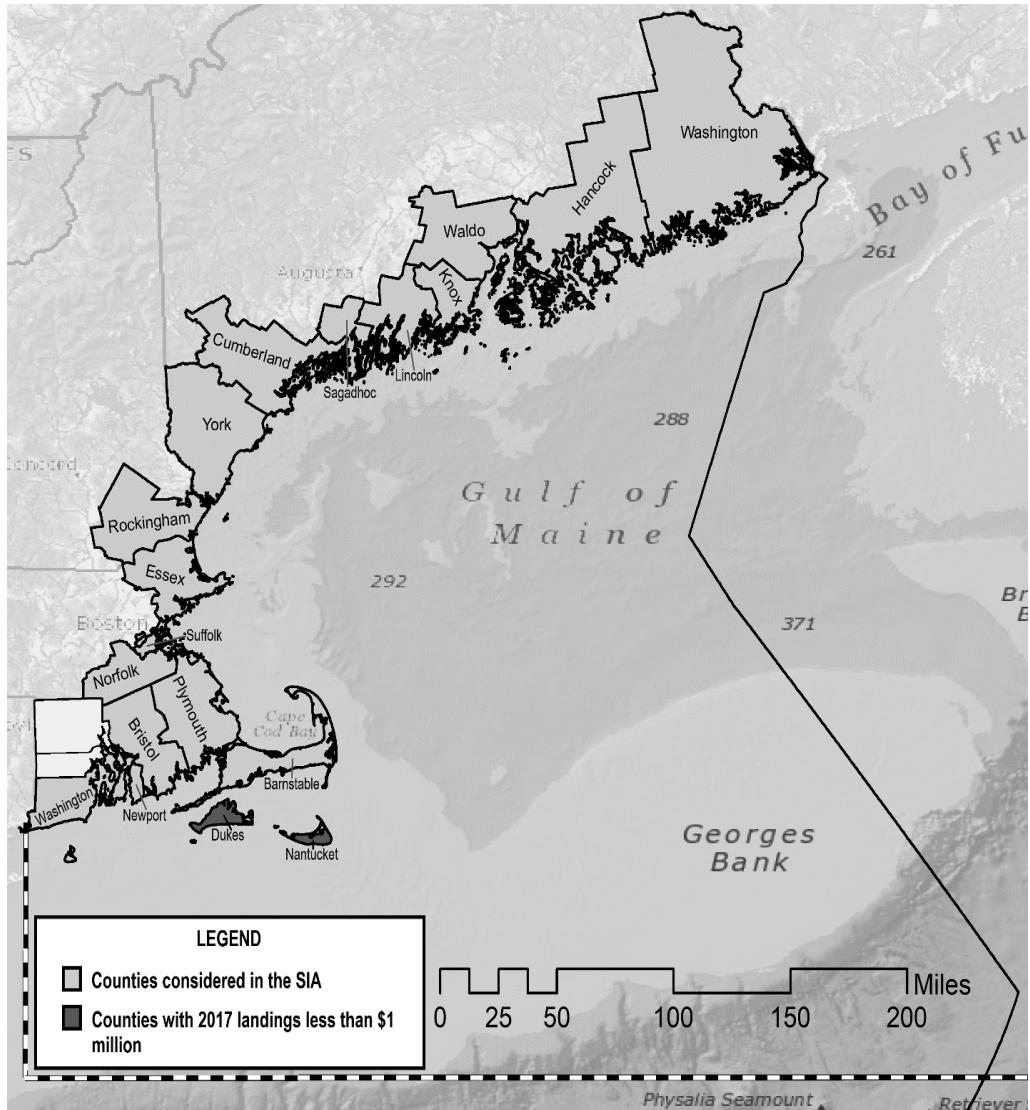 Washington
Hancock
Bay of Fu
Waldo
261
Augusta
Knox
Cumberland
Lincoln
Sagadhoc
York
288
Gulf of
Maine
Rockingham
Essex
292
Boston
371
Suffolk
Norfolk
Plymouth
Cape
Cod Bay
Bristol
Barnstable
Washington
Newport
Dukes
Nantucket
Georges
Bank
LEGEND
Counties considered in the SIA
Counties with 2017 landings less than $1
million
Miles
0 25 50 100 150 200
Physalia Seamount
Retriever